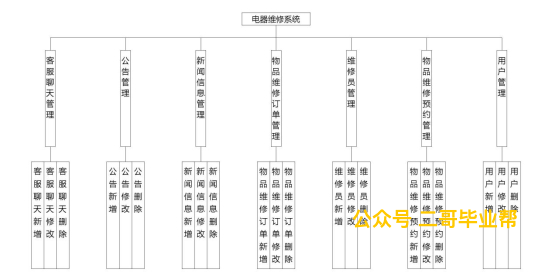 电器维修系统
客服聊天管理
公告管理
新闻信息管理
物品维修订单管理
维修员管理
物品维修预约管理
用户管理
客服聊天新增
客服聊天修改
客服聊天删除
公告新增
公告修改
公告删除
新闻信息新增
新闻信息修改
新闻信息删除
物品维修订单新增
物品维修订单修改
物品维修订单删除
维修员新增
维修员修改
维修员删除
物品维修预约新增
物品维修预约修改
物品维修预约删除
用户新增
用户修改
用户删除
公众号:二哥毕业帮